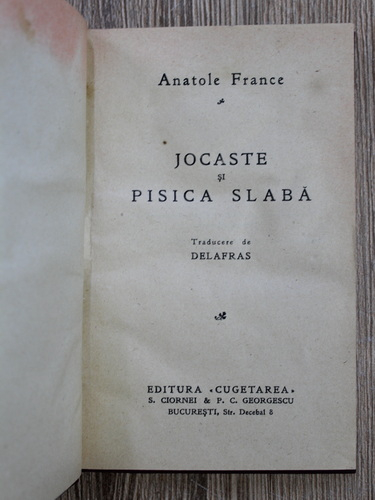 Anatole France
JOCASTE
ȘI
PISICA SLABĂ
Traducere de
DELAFRAS
EDITURA «CUGETAREA»
S. CIORNEI & P. C. GEORGESCU
BUCUREȘTI, Str. Decebal 8